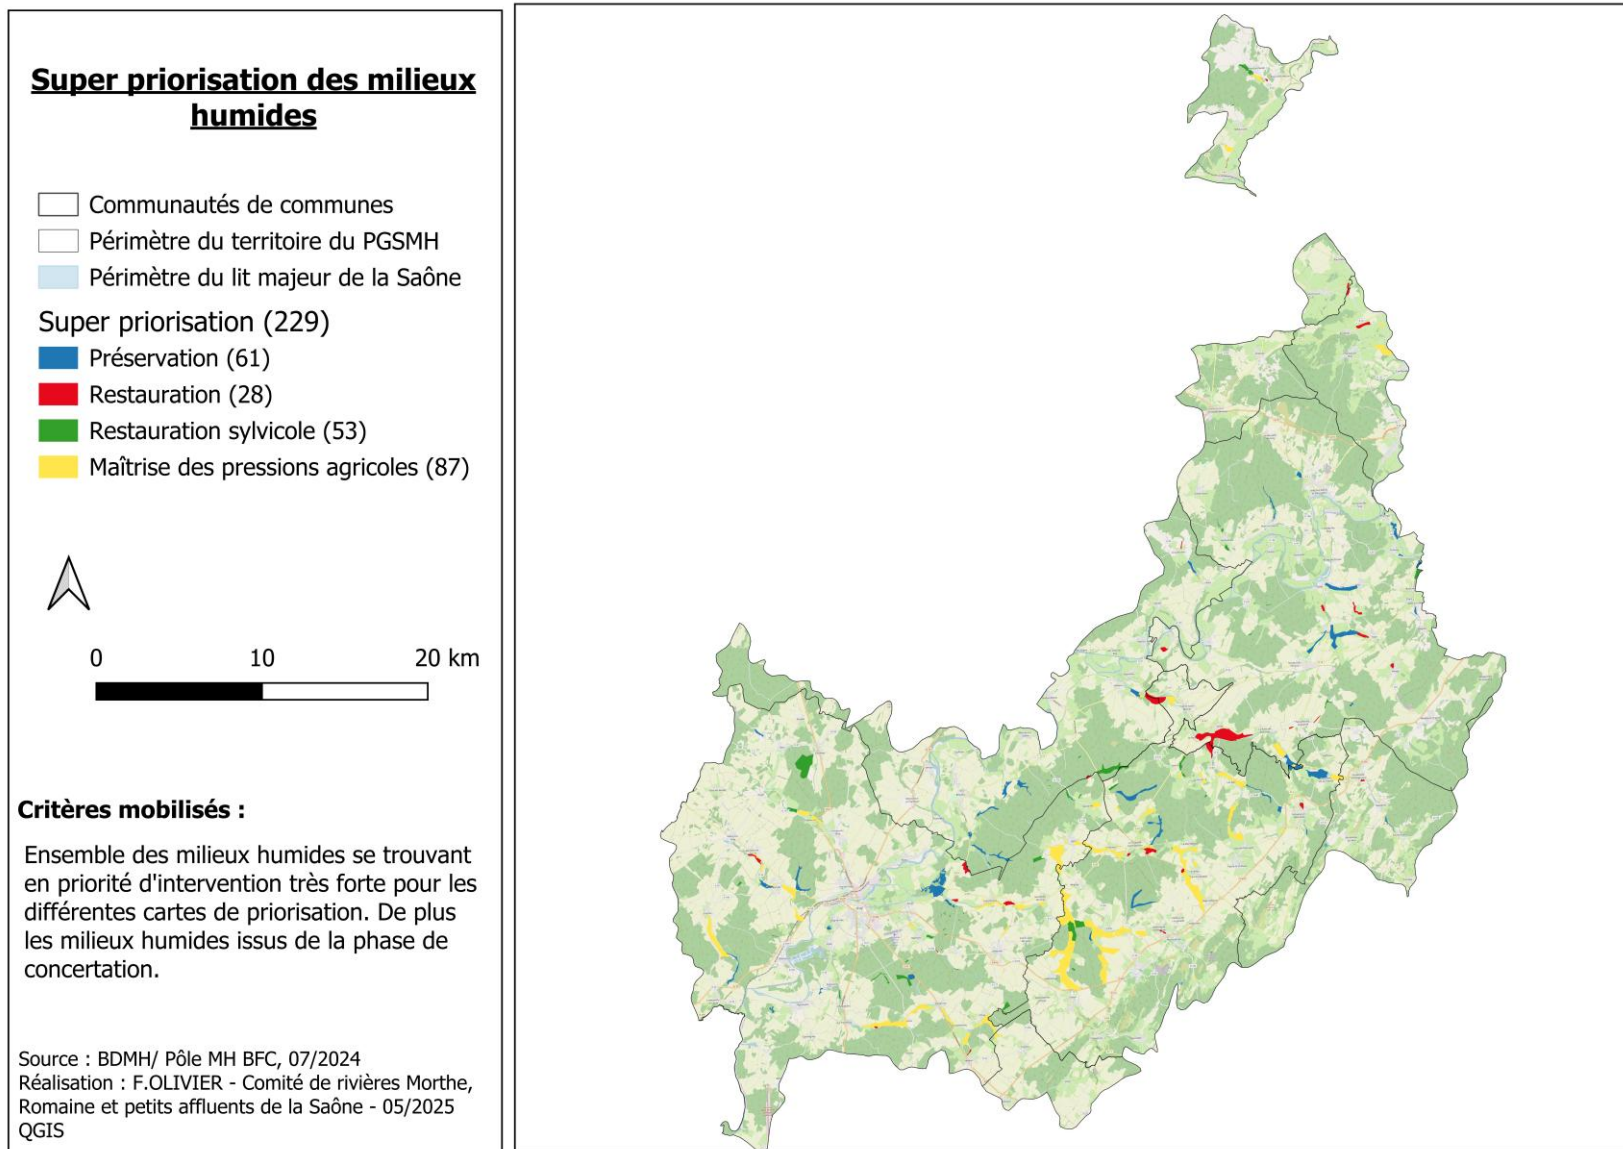 Super priorisation des milieux
humides
Communautés de communes
Périmètre du territoire du PGSMH
Périmètre du lit majeur de la Saône
Super priorisation (229)
Préservation (61)
Restauration (28)
Restauration sylvicole (53)
Maîtrise des pressions agricoles (87)
0 10 20 km
Critères mobilisés :
Ensemble des milieux humides se trouvant
en priorité d'intervention très forte pour les
différentes cartes de priorisation. De plus
les milieux humides issus de la phase de
concertation.
Source : BDMH/ Pôle MH BFC, 07/2024
Réalisation : F.OLIVIER - Comité de rivières Morthe,
Romaine et petits affluents de la Saône - 05/2025
QGIS